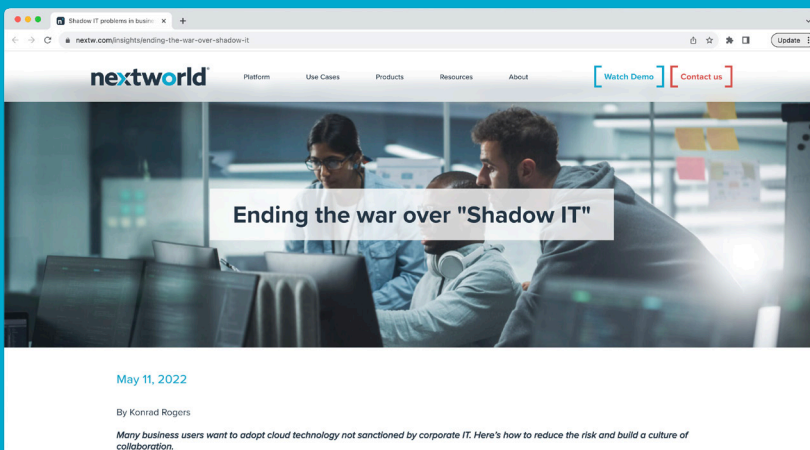 Shadow IT problems in busine
nextw.com/insights/ending-the-war-over-shadow-it
Update
nextworld
Platform
Use Cases
Products
Resources
About
Watch Demo
Contact us
Ending the war over "Shadow IT"
May 11, 2022
By Konrad Rogers
Many business users want to adopt cloud technology not sanctioned by corporate IT. Here's how to reduce the risk and build a culture of
collaboration.